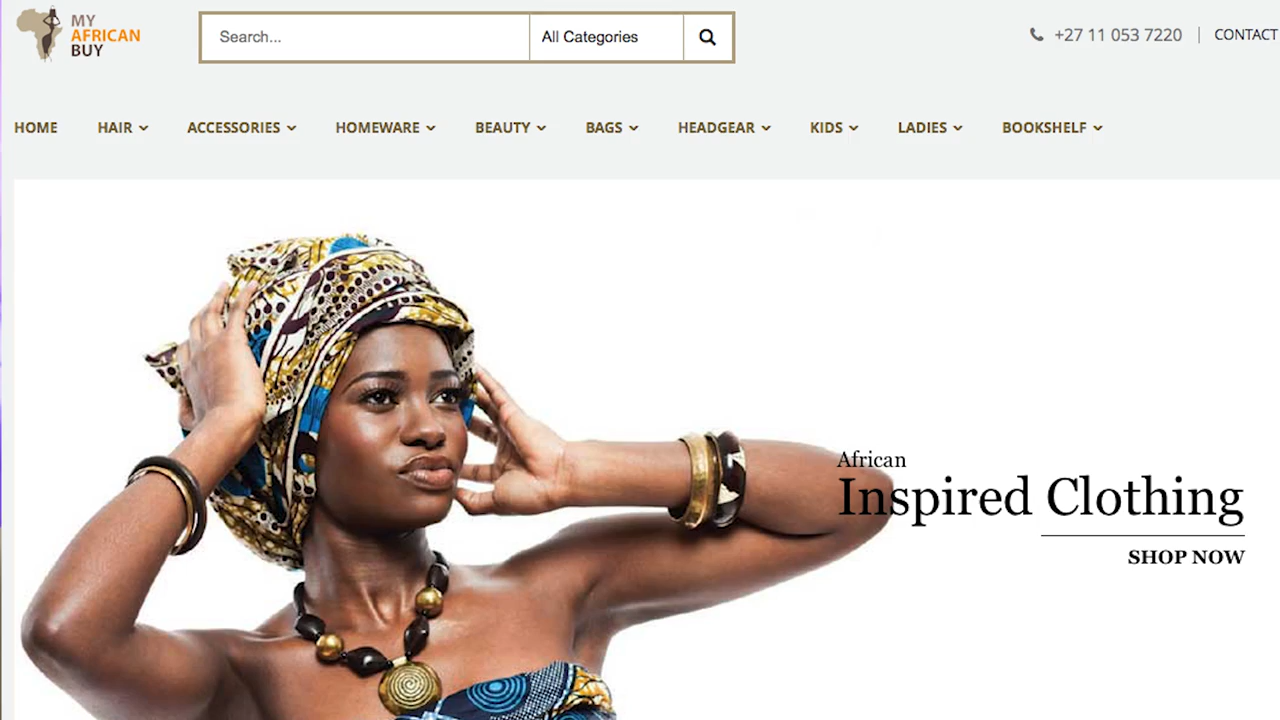 MY
AFRICAN
BUY
Search...
All Categories
+27 11 053 7220
CONTACT
HOME
HAIR
ACCESSORIES
HOMEWARE
BEAUTY
BAGS
HEADGEAR
KIDS
LADIES
BOOKSHELF
African
Inspired Clothing
SHOP NOW